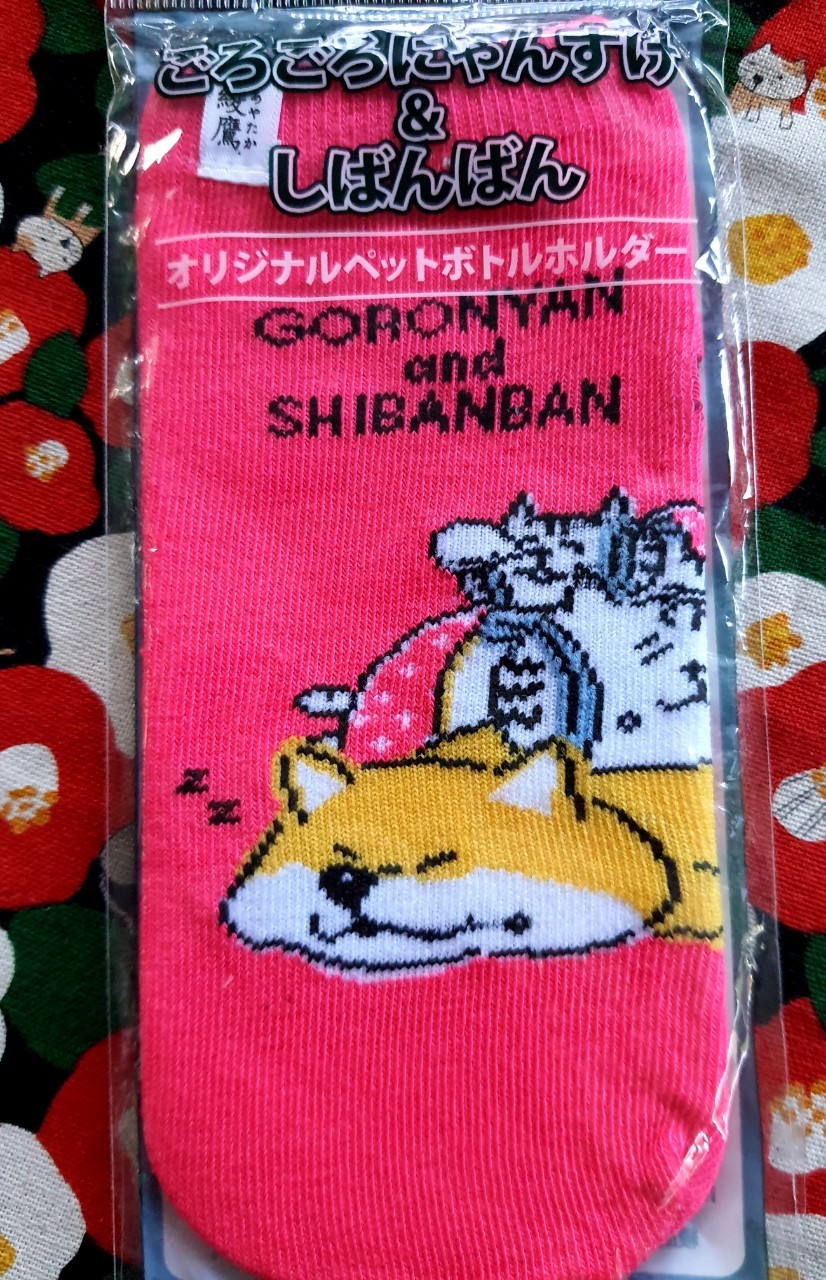 ごろごろにゃんすけ
&
しばんばん
綾鷹
あやたか
オリジナルペットボトルホルダー
GORONYAN
and
SHIBANBAN
z
z